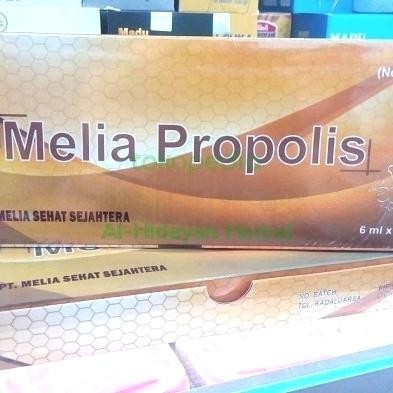 Madu
MADU
(Ne
Melia Propolis
tokopedia
MELIA SEHAT SEJAHTERA
Al-Hidayah Herbal
6 ml x
PT. MELIA SEHAT SEJAHTERA
NO. BATCH
TGL. KADALUARSA